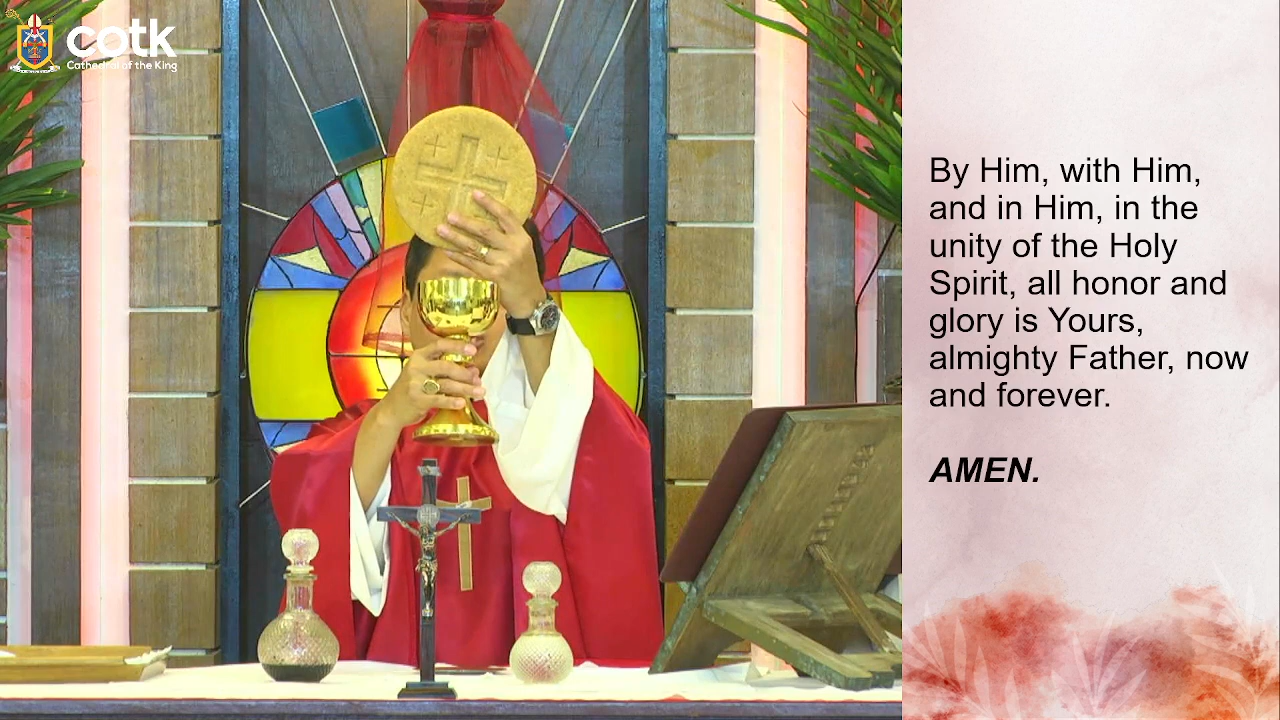 cotk
Cathedral of the King
By Him, with Him,
and in Him, in the
unity of the Holy
Spirit, all honor and
glory is Yours,
almighty Father, now
and forever.
AMEN.